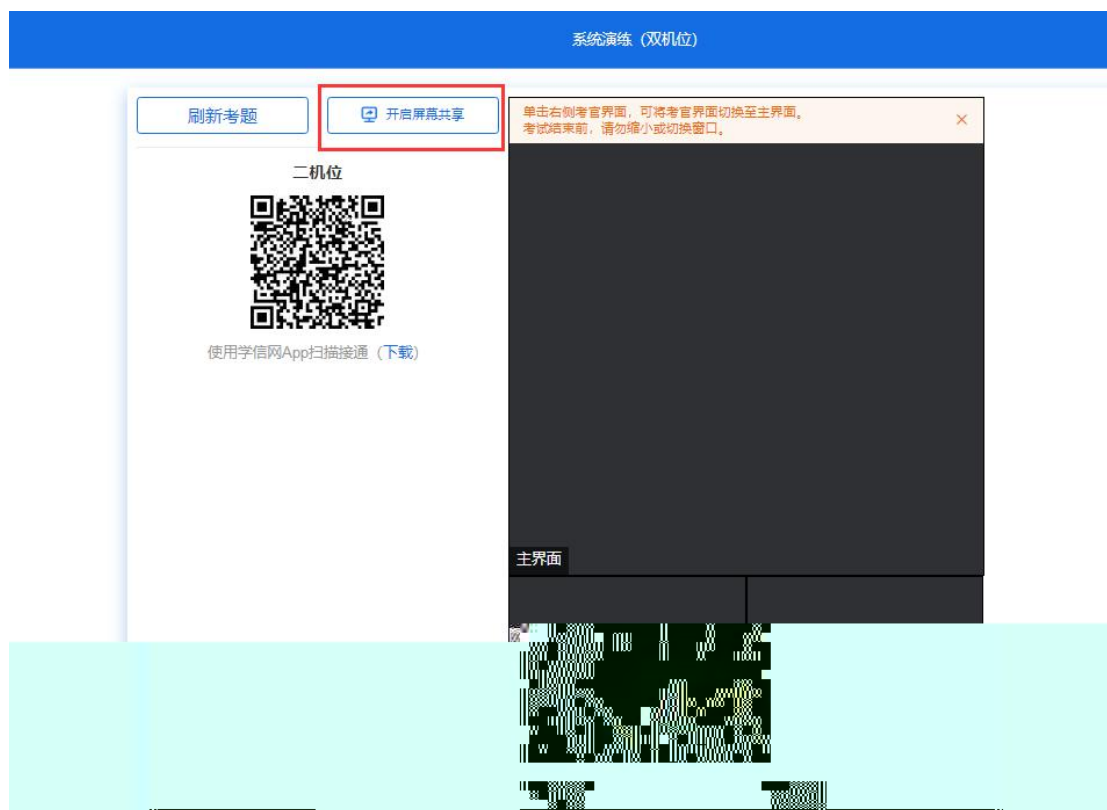 系统演练（双机位）
刷新考题
开启屏幕共享
单击右侧考官界面，可将考官界面切换至主界面。
考试结束前，请勿缩小或切换窗口。
二机位
使用学信网App扫描接通（下载）
主界面